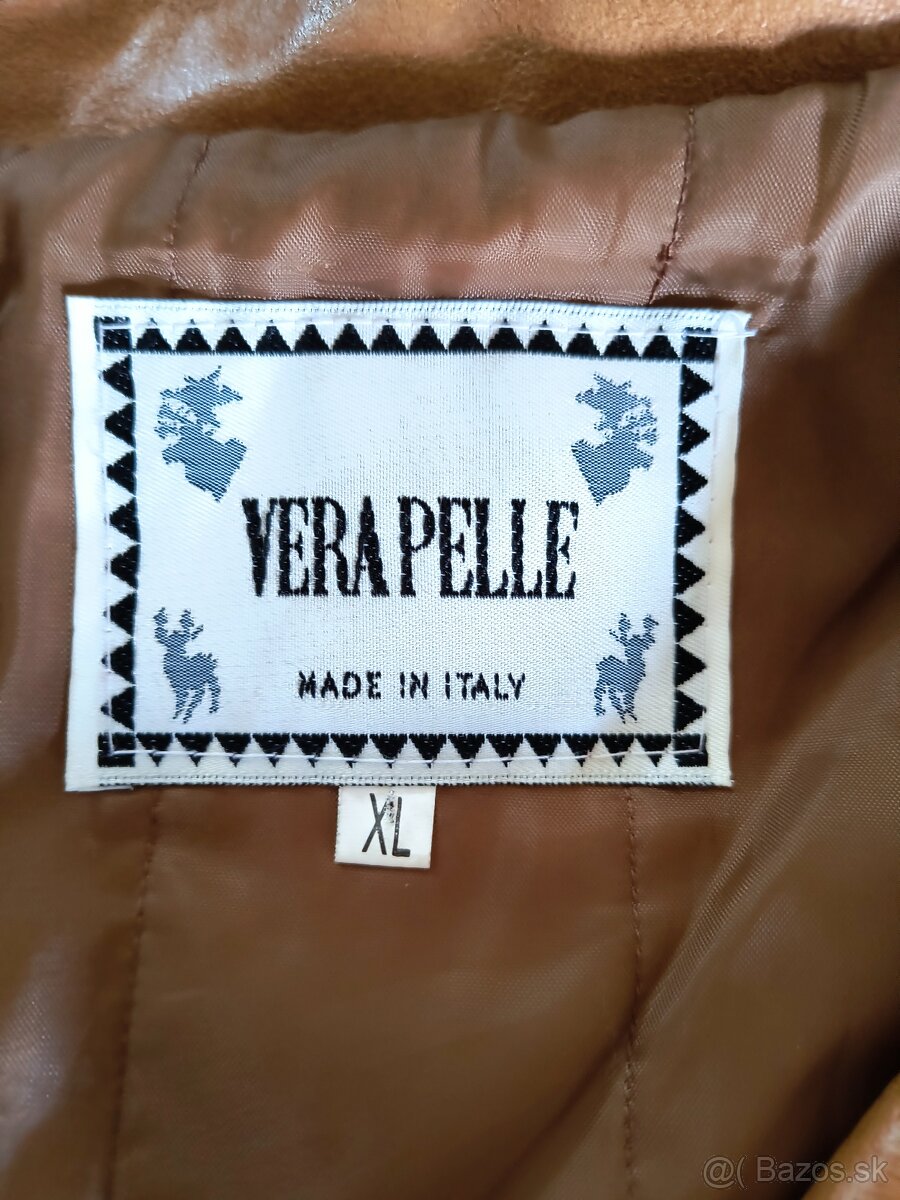 VERA PELLE
MADE IN ITALY
XL
@( Bazos.sk